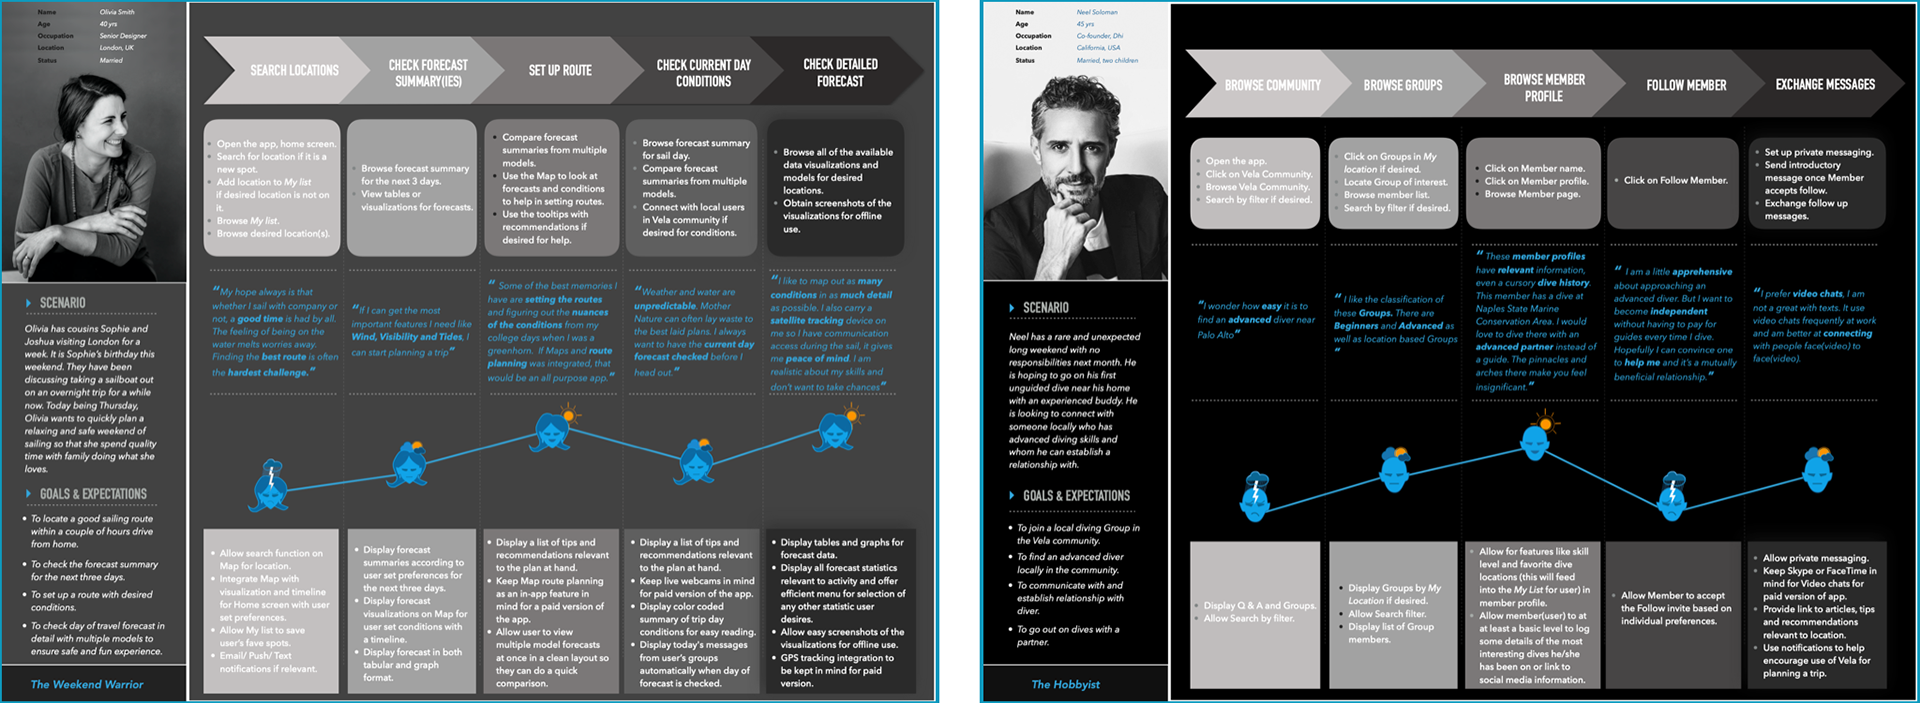 Name Olivia Smith
Age 40 yrs
Occupation Senior Designer
Location London, UK
Status Married
SCENARIO
Olivia has cousins Sophie and
Joshua visiting London for a
week. It is Sophie's birthday this
weekend. They have been
discussing taking a sailboat out
on an overnight trip for a while
now. Today being Thursday,
Olivia wants to quickly plan a
relaxing and safe weekend of
sailing so that she spend quality
time with family doing what she
loves.
GOALS & EXPECTATIONS
• To locate a good sailing route
within a couple of hours drive
from home.
• To check the forecast summary
for the next three days.
• To set up a route with desired
conditions.
• To check day of travel forecast in
detail with multiple models to
ensure safe and fun experience.
The Weekend Warrior
SEARCH LOCATIONS
CHECK FORECAST
SUMMARY(IES)
SET UP ROUTE
CHECK CURRENT DAY
CONDITIONS
CHECK DETAILED
FORECAST
• Open the app, home screen.
• Search for location if it is a
new spot.
• Add location to My list
if desired location is not on
it.
• Browse My list.
• Browse desired location(s).
• Browse forecast summary
for the next 3 days.
• View tables or
visualizations for forecasts.
• Compare forecast
summaries from multiple
models.
• Use the Map to look at
forecasts and conditions
to help in setting routes.
• Use the tooltips with
recommendations if
desired for help.
• Browse forecast summary
for sail day.
• Compare forecast
summaries from multiple
models.
• Connect with local users
in Vela community if
desired for conditions.
• Browse all of the available
data visualizations and
models for desired
locations.
• Obtain screenshots of the
visualizations for offline
use.
“My hope always is that
whether I sail with company or
not, a good time is had by all.
The feeling of being on the
water melts worries away.
Finding the best route is often
the hardest challenge.”
“If I can get the most
important features I need like
Wind, Visibility and Tides, I
can start planning a trip”
“ Some of the best memories I
have are setting the routes
and figuring out the nuances
of the conditions from my
college days when I was a
greenhorn. If Maps and route
planning was integrated, that
would be an all purpose app.”
“Weather and water are
unpredictable. Mother
Nature can often lay waste to
the best laid plans. I always
want to have the current day
forecast checked before I
head out.”
“I like to map out as many
conditions in as much detail
as possible. I also carry a
satellite tracking device on
me so I have communication
access during the sail, it gives
me peace of mind. I am
realistic about my skills and
don't want to take chances”
• Allow search function on
Map for location.
• Integrate Map with
visualization and timeline
for Home screen with user
set preferences.
• Allow My list to save
user's fave spots.
• Email/ Push/ Text
notifications if relevant.
• Display forecast
summaries according to
user set preferences for
the next three days.
• Display forecast
visualizations on Map for
user set conditions with
a timeline.
• Display forecast in both
tabular and graph
format.
• Display a list of tips and
recommendations relevant
to the plan at hand.
• Keep Map route planning
as an in-app feature in
mind for a paid version of
the app.
• Allow user to view
multiple model forecasts
at once in a clean layout so
they can do a quick
comparison.
• Display a list of tips and
recommendations relevant
to the plan at hand.
• Keep live webcams in mind
for paid version of the app.
• Display color coded
summary of trip day
conditions for easy reading.
• Display today's messages
from user's groups
automatically when day of
forecast is checked.
• Display tables and graphs for
forecast data.
• Display all forecast statistics
relevant to activity and offer
efficient menu for selection of
any other statistic user
desires.
• Allow easy screenshots of the
visualizations for offline use.
• GPS tracking integration to
be kept in mind for paid
version.
Name Neel Soloman
Age 45 yrs
Occupation Co-founder, Dhi
Location California, USA
Status Married, two children
SCENARIO
Neel has a rare and unexpected
long weekend with no
responsibilities next month. He
is hoping to go on his first
unguided dive near his home
with an experienced buddy. He
is looking to connect with
someone locally who has
advanced diving skills and
whom he can establish a
relationship with.
GOALS & EXPECTATIONS
• To join a local diving Group in
the Vela community.
• To find an advanced diver
locally in the community.
• To communicate with and
establish relationship with
diver.
• To go out on dives with a
partner.
The Hobbyist
BROWSE COMMUNITY
BROWSE GROUPS
BROWSE MEMBER
PROFILE
FOLLOW MEMBER
EXCHANGE MESSAGES
• Open the app.
• Click on Vela Community.
• Browse Vela Community.
• Search by filter if desired.
• Click on Groups in My
location if desired.
• Locate Group of interest.
• Browse member list.
• Search by filter if desired.
• Click on Member name.
• Click on Member profile.
• Browse Member page.
• Click on Follow Member.
• Set up private messaging.
• Send introductory
message once Member
accepts follow.
• Exchange follow up
messages.
“I wonder how easy it is to
find an advanced diver near
Palo Alto”
“ I like the classification of
these Groups. There are
Beginners and Advanced as
well as location based Groups
”
“ These member profiles
have relevant information,
even a cursory dive history.
This member has a dive at
Naples State Marine
Conservation Area. I would
love to dive there with an
advanced partner instead of
a guide. The pinnacles and
arches there make you feel
insignificant.”
“ I am a little apprehensive
about approaching an
advanced diver. But I want to
become independent
without having to pay for
guides every time I dive.
Hopefully I can convince one
to help me and it's a mutually
beneficial relationship.”
“I prefer video chats, I am
not a great with texts. It use
video chats frequently at work
and am better at connecting
with people face(video) to
face(video).
• Display Q & A and Groups.
• Allow Search by filter.
• Display Groups by My
Location if desired.
• Allow Search filter.
• Display list of Group
members.
• Allow for features like skill
level and favorite dive
locations (this will feed
into the My List for user) in
member profile.
• Allow member(user) to at
at least a basic level to log
some details of the most
interesting dives he/she
has been on or link to
social media information.
• Allow Member to accept
the Follow invite based on
individual preferences.
• Allow private messaging.
• Keep Skype or FaceTime in
mind for Video chats for
paid version of app.
• Provide link to articles, tips
and recommendations
relevant to location.
• Use notifications to help
encourage use of Vela for
planning a trip.